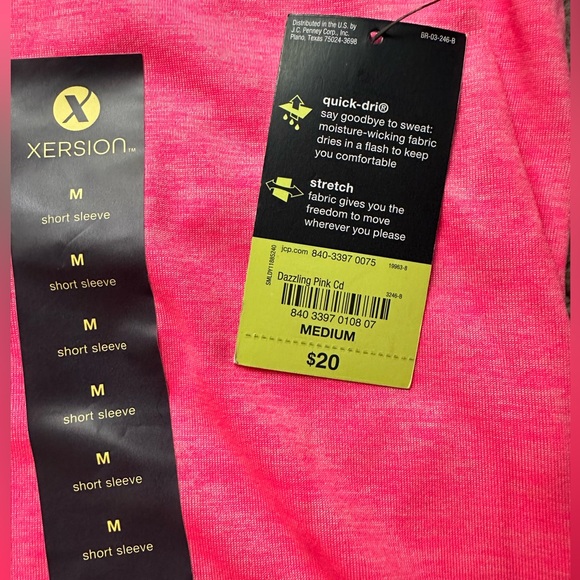 X
XERSION™
M
short sleeve
M
short sleeve
M
short sleeve
M
short sleeve
M
short sleeve
M
short sleeve
Distributed in the U.S. by
J.C. Penney Corp., Inc.
Plano, Texas 75024-3698
BR-03-246-B
quick-dri®
say goodbye to sweat:
moisture-wicking fabric
dries in a flash to keep
you comfortable
stretch
fabric gives you the
freedom to move
wherever you please
jcp.com 840-3397 0075
19963-8
Dazzling Pink Cd
3246-B
840 3397 0108 07
MEDIUM
$20